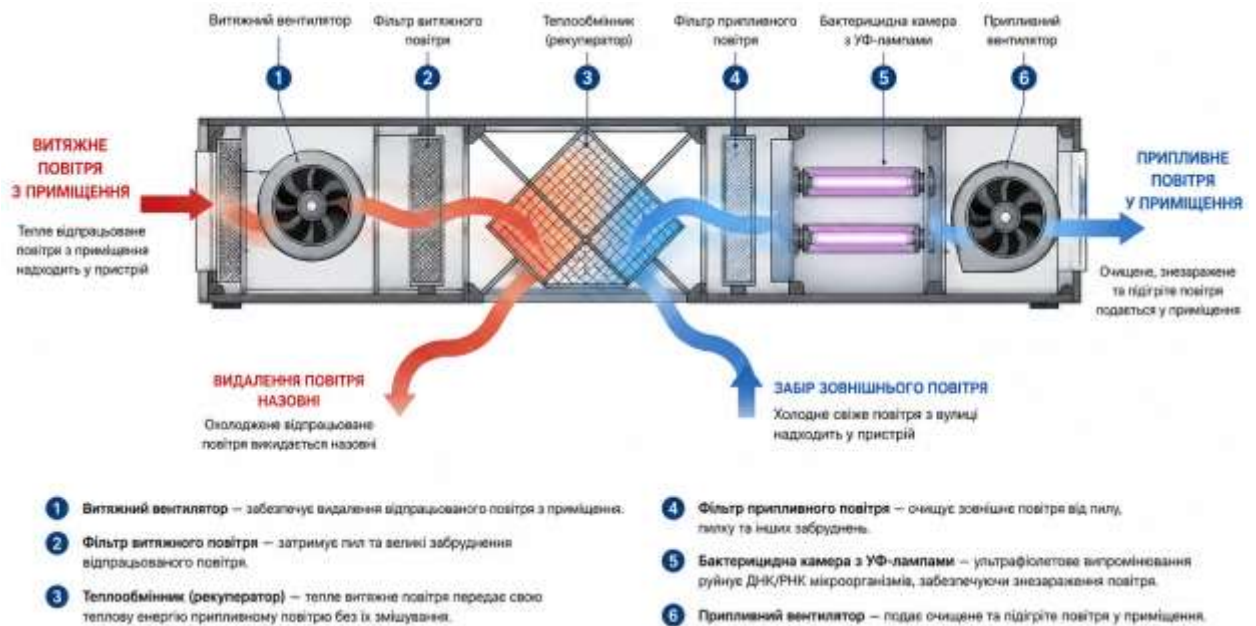 Витяжний вентилятор
Фільтр витяжного
повітря
Теплообмінник
(рекуператор)
Фільтр припливного
повітря
Бактерицидна камера
з УФ-лампами
Припливний
вентилятор
1
2
3
4
5
6
ВИТЯЖНЕ
ПОВІТРЯ
З ПРИМІЩЕННЯ
Тепле відпрацьоване
повітря з приміщення
надходить у пристрій
ПРИПЛИВНЕ
ПОВІТРЯ
У ПРИМІЩЕННЯ
Очищене, знезаражене
та підігріте повітря
подається у приміщення
ВИДАЛЕННЯ ПОВІТРЯ
НАЗОВНІ
Охолоджене відпрацьоване
повітря викидається назовні
ЗАБІР ЗОВНІШНЬОГО ПОВІТРЯ
Холодне свіже повітря з вулиці
надходить у пристрій
1 Витяжний вентилятор — забезпечує видалення відпрацьованого повітря з приміщення.
2 Фільтр витяжного повітря — затримує пил та великі забруднення
відпрацьованого повітря.
3 Теплообмінник (рекуператор) — тепле витяжне повітря передає свою
теплову енергію припливному повітрю без їх змішування.
4 Фільтр припливного повітря — очищує зовнішнє повітря від пилу,
пилку та інших забруднень.
5 Бактерицидна камера з УФ-лампами — ультрафіолетове випромінювання
руйнує ДНК/РНК мікроорганізмів, забезпечуючи знезараження повітря.
6 Припливний вентилятор — подає очищене та підігріте повітря у приміщення.